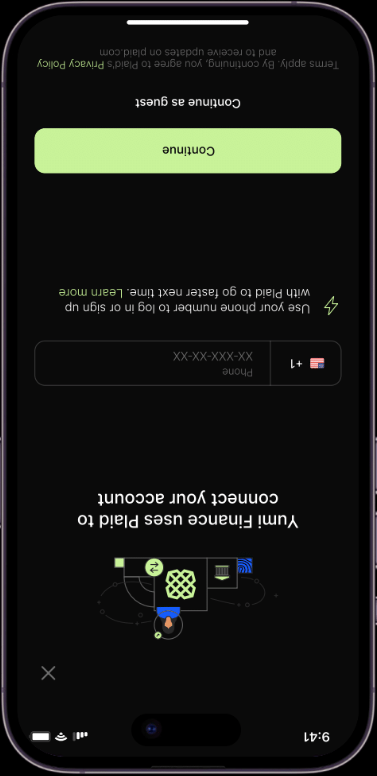 9:41
Yumi Finance uses Plaid to
connect your account
+1
Phone
XX-XXX-XX-XX
Use your phone number to log in or sign up
with Plaid to go faster next time. Learn more
Continue
Continue as guest
Terms apply. By continuing, you agree to Plaid's Privacy Policy
and to receive updates on plaid.com